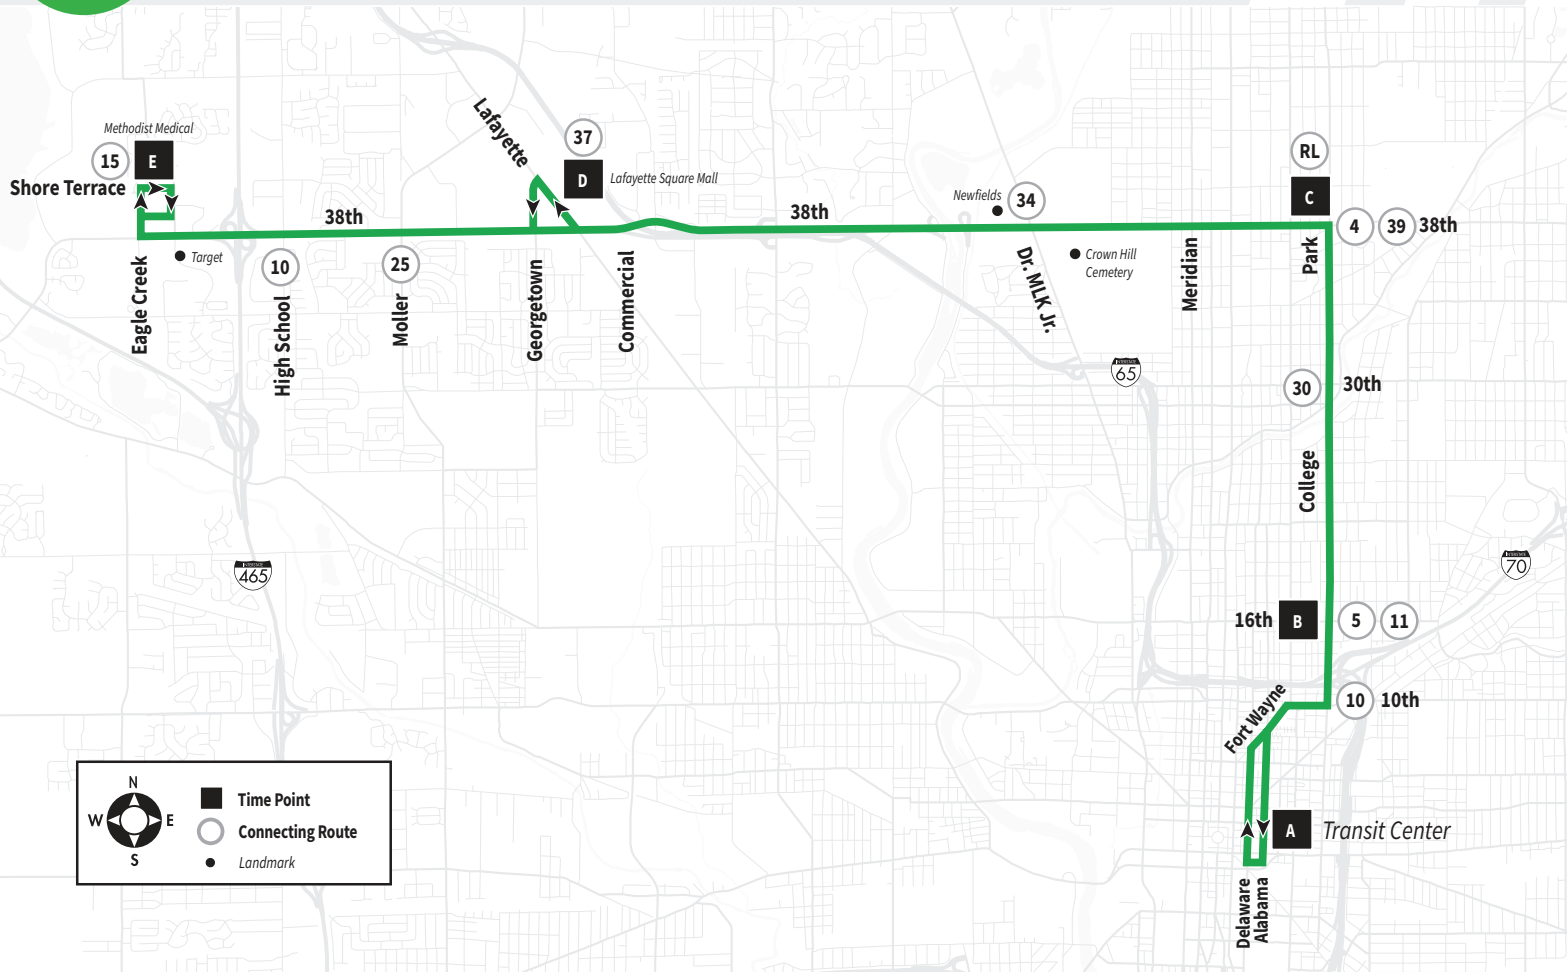 Methodist Medical
15
E
Shore Terrace
38th
Target
Eagle Creek
10
High School
25
Moller
Lafayette
37
D
Lafayette Square Mall
Georgetown
Commercial
38th
Newfields
34
Dr. MLK Jr.
Crown Hill
Cemetery
Meridian
RL
C
4
39
38th
Park
INTERSTATE
65
30
30th
College
INTERSTATE
465
INTERSTATE
70
16th
B
5
11
10
10th
Fort Wayne
A
Transit Center
Delaware
Alabama
N
W
E
S
Time Point
Connecting Route
Landmark